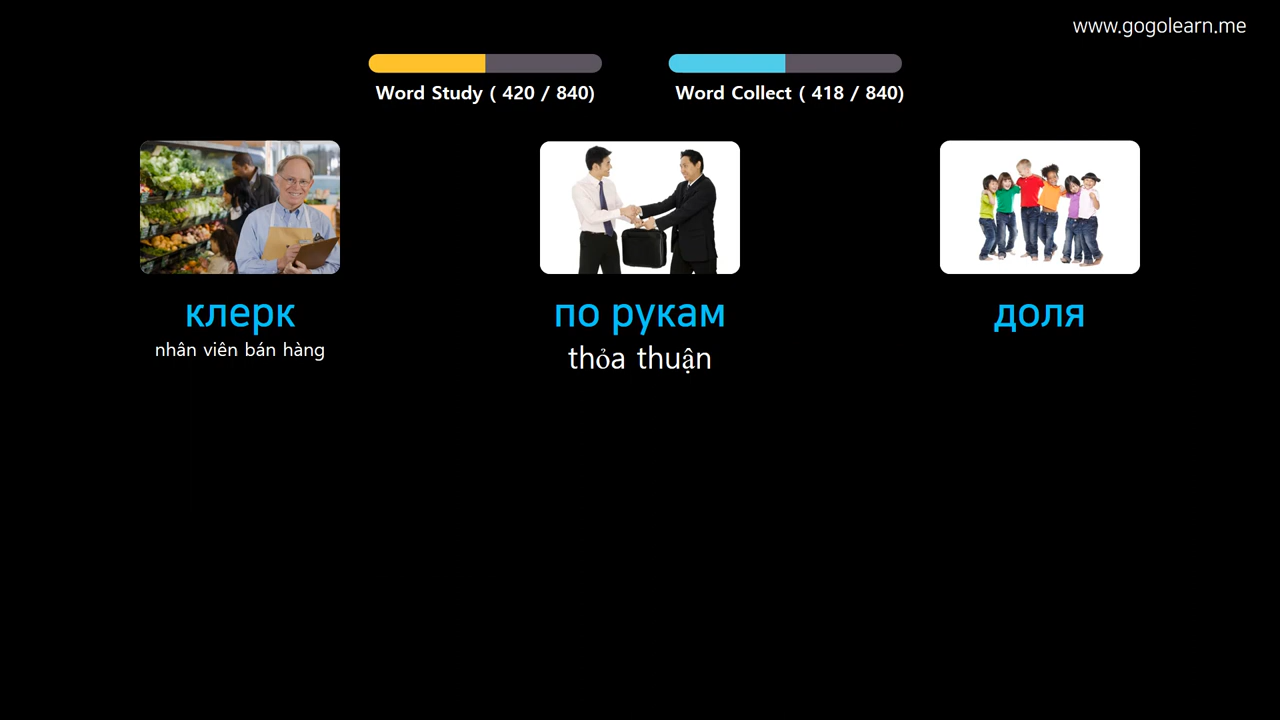 www.gogolearn.me
Word Study ( 420 / 840)
Word Collect ( 418 / 840)
клерк
nhân viên bán hàng
по рукам
thỏa thuận
доля